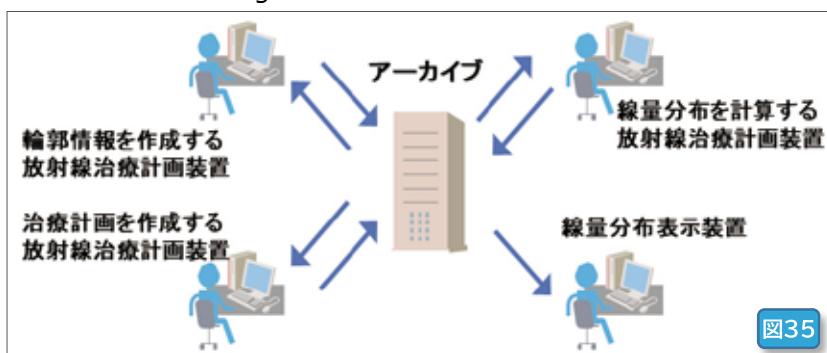 アーカイブ
輪郭情報を作成する
放射線治療計画装置
線量分布を計算する
放射線治療計画装置
治療計画を作成する
放射線治療計画装置
線量分布表示装置
図35